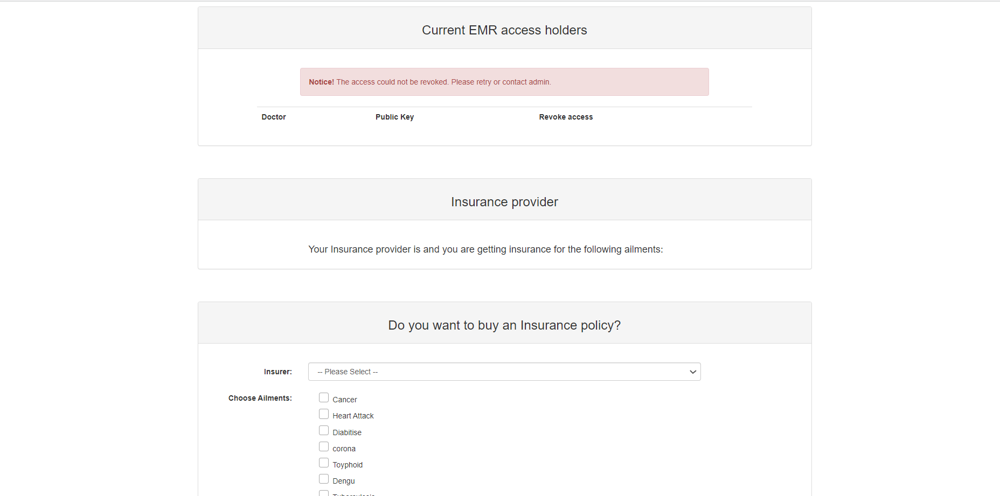 Current EMR access holders
Notice! The access could not be revoked. Please retry or contact admin.
Doctor Public Key Revoke access
Insurance provider
Your Insurance provider is and you are getting insurance for the following ailments:
Do you want to buy an Insurance policy?
Insurer: -- Please Select --
Choose Ailments: Cancer
Heart Attack
Diabitise
corona
Toyphoid
Dengu